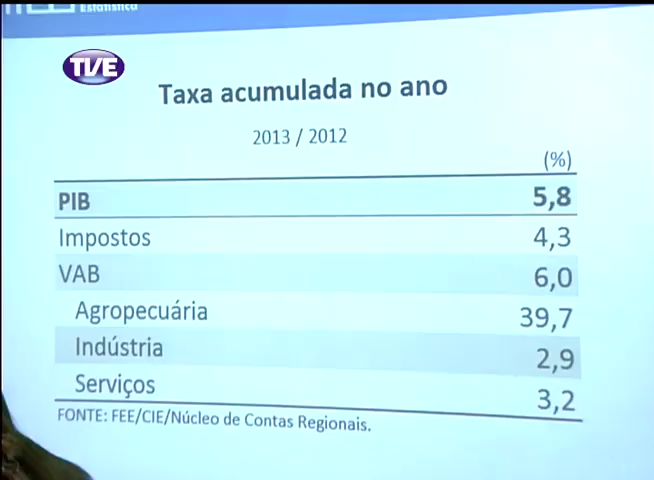 Estatística
TVE
Taxa acumulada no ano
2013 / 2012
(%)
PIB 5,8
Impostos 4,3
VAB 6,0
Agropecuária 39,7
Indústria 2,9
Serviços 3,2
FONTE: FEE/CIE/Núcleo de Contas Regionais.